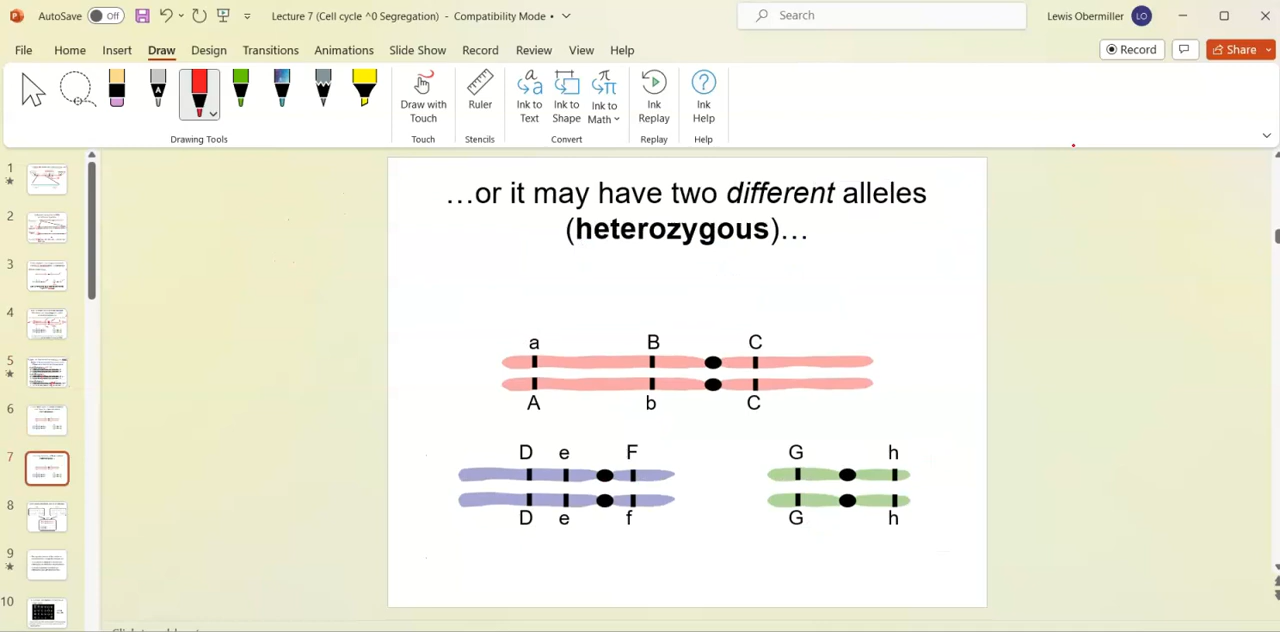 AutoSave Off Lecture 7 (Cell cycle ^0 Segregation) - Compatibility Mode • Search Lewis Obermiller LO
File Home Insert Draw Design Transitions Animations Slide Show Record Review View Help Record Share
A
Draw with Touch
Ruler
Ink to Text
Ink to Shape
Ink to Math
Ink Replay
Ink Help
Drawing Tools Touch Stencils Convert Replay Help
1
2
3
4
5
6
7
8
9
10
…or it may have two different alleles
(heterozygous)…
a B C
A b C
D e F G h
D e f G h